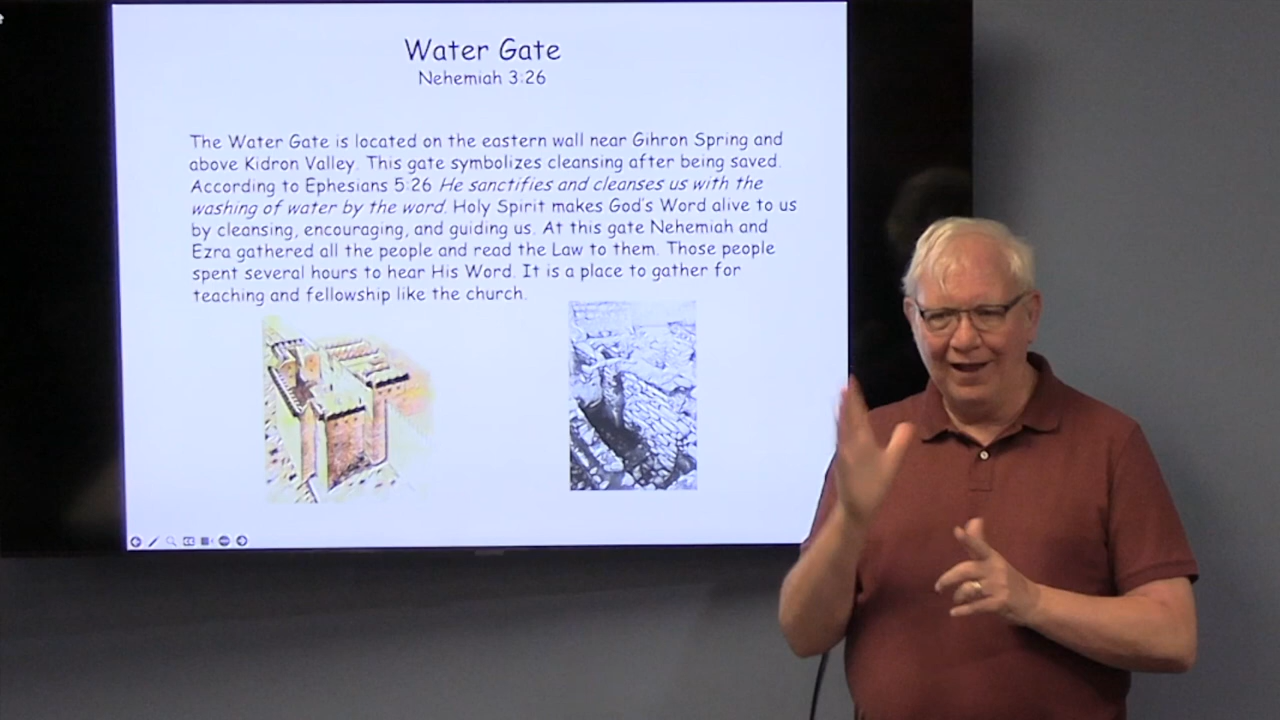 Water Gate
Nehemiah 3:26
The Water Gate is located on the eastern wall near Gihron Spring and
above Kidron Valley. This gate symbolizes cleansing after being saved.
According to Ephesians 5:26 He sanctifies and cleanses us with the
washing of water by the word. Holy Spirit makes God's Word alive to us
by cleansing, encouraging, and guiding us. At this gate Nehemiah and
Ezra gathered all the people and read the Law to them. Those people
spent several hours to hear His Word. It is a place to gather for
teaching and fellowship like the church.